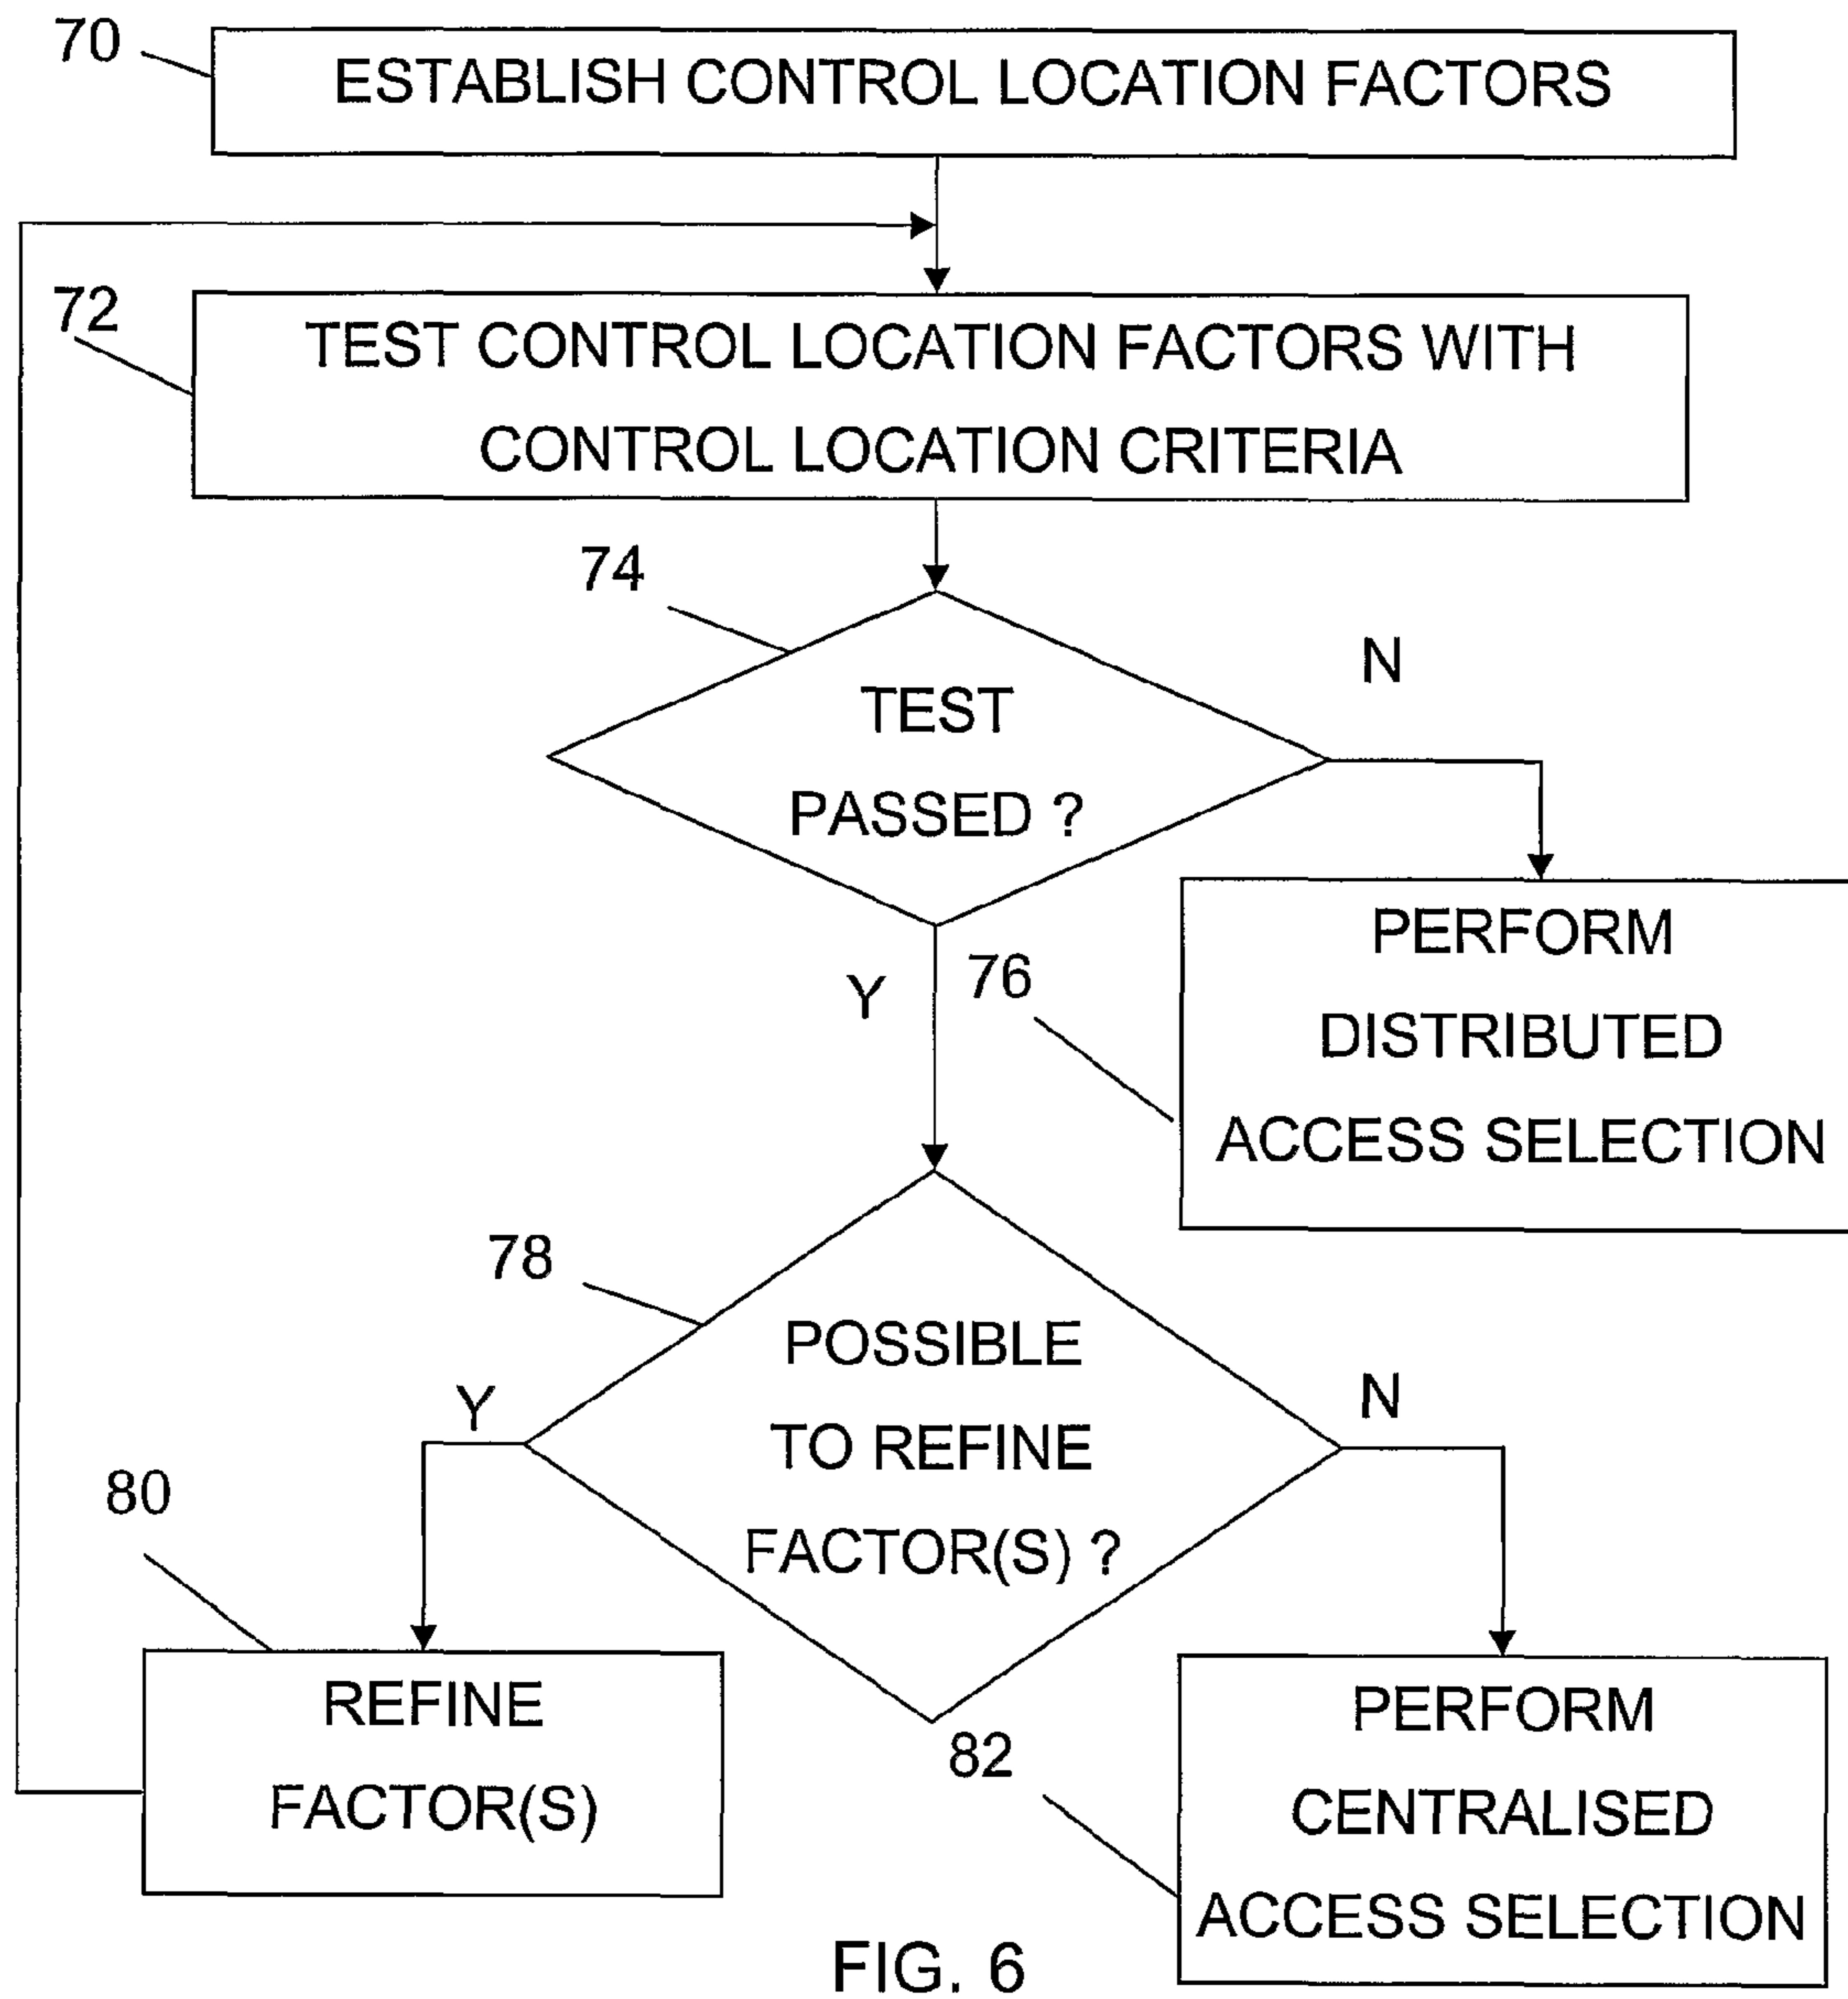 70
ESTABLISH CONTROL LOCATION FACTORS
72
TEST CONTROL LOCATION FACTORS WITH
CONTROL LOCATION CRITERIA
74
N
TEST
PASSED ?
Y
76
PERFORM
DISTRIBUTED
ACCESS SELECTION
78
POSSIBLE
TO REFINE
FACTOR(S) ?
Y
N
80
REFINE
FACTOR(S)
82
PERFORM
CENTRALISED
ACCESS SELECTION
FIG. 6